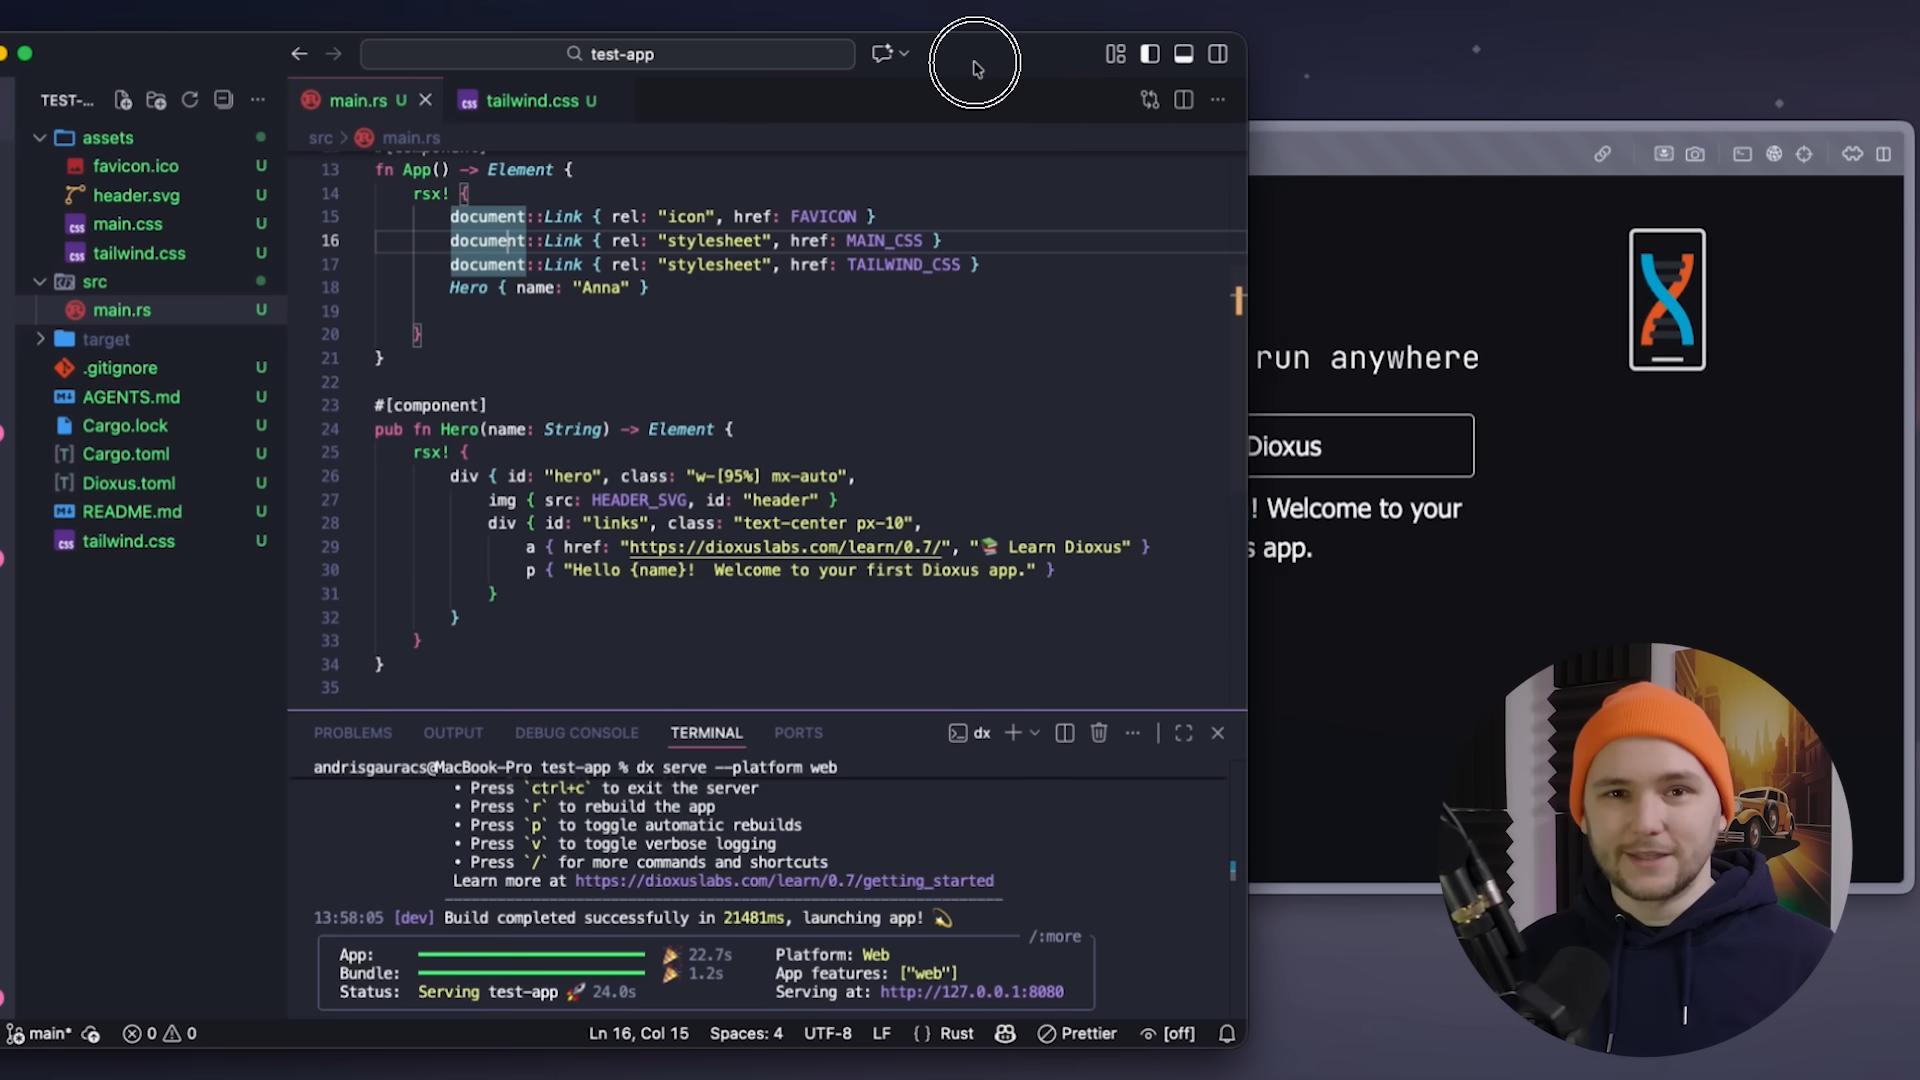 test-app
TEST-...
main.rs U
tailwind.css U
src > main.rs
assets
favicon.ico U
header.svg U
main.css U
tailwind.css U
src
main.rs U
target
.gitignore U
AGENTS.md U
Cargo.lock U
Cargo.toml U
Dioxus.toml U
README.md U
tailwind.css U
13 fn App() -> Element {
14 rsx! {
15 document::Link { rel: "icon", href: FAVICON }
16 document::Link { rel: "stylesheet", href: MAIN_CSS }
17 document::Link { rel: "stylesheet", href: TAILWIND_CSS }
18 Hero { name: "Anna" }
19
20 }
21 }
22
23 #[component]
24 pub fn Hero(name: String) -> Element {
25 rsx! {
26 div { id: "hero", class: "w-[95%] mx-auto",
27 img { src: HEADER_SVG, id: "header" }
28 div { id: "links", class: "text-center px-10",
29 a { href: "https://dioxuslabs.com/learn/0.7/", "📚 Learn Dioxus" }
30 p { "Hello {name}!  Welcome to your first Dioxus app." }
31 }
32 }
33 }
34 }
35
PROBLEMS OUTPUT DEBUG CONSOLE TERMINAL PORTS
dx
andrisgauracs@MacBook-Pro test-app % dx serve --platform web
• Press `ctrl+c` to exit the server
• Press `r` to rebuild the app
• Press `p` to toggle automatic rebuilds
• Press `v` to toggle verbose logging
• Press `/` for more commands and shortcuts
Learn more at https://dioxuslabs.com/learn/0.7/getting_started
13:58:05 [dev] Build completed successfully in 21481ms, launching app! 💫
/:more
App: 🎉 22.7s Platform: Web
Bundle: 🎉 1.2s App features: ["web"]
Status: Serving test-app 🚀 24.0s Serving at: http://127.0.0.1:8080
main* 0 0 Ln 16, Col 15 Spaces: 4 UTF-8 LF {} Rust Prettier [off]
run anywhere
Dioxus
! Welcome to your
s app.